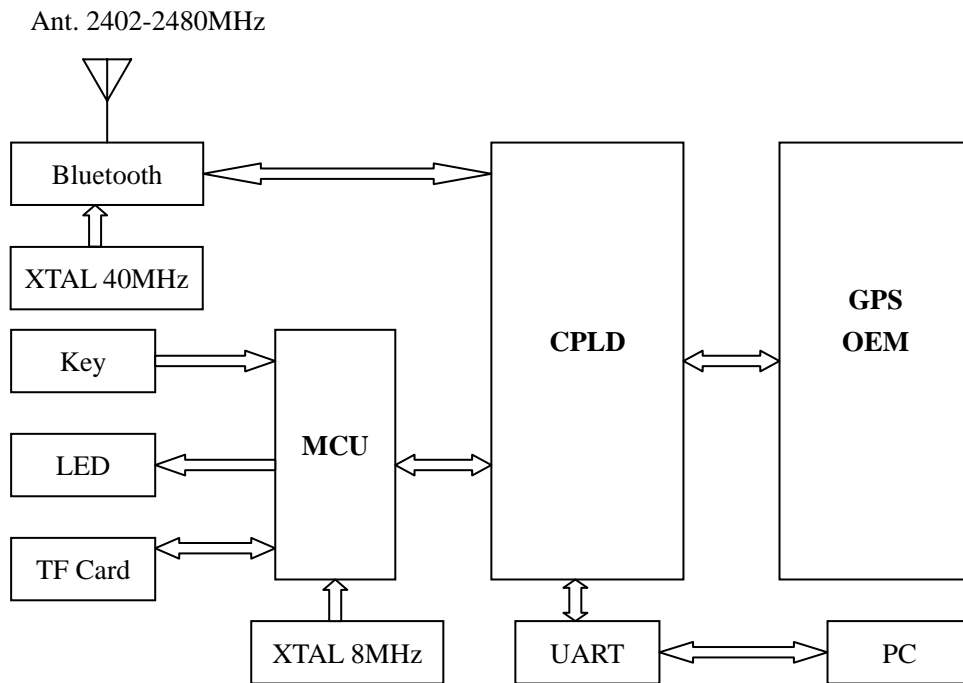 Ant. 2402-2480MHz
Bluetooth
XTAL 40MHz
Key
LED
TF Card
MCU
XTAL 8MHz
CPLD
UART
GPS
OEM
PC